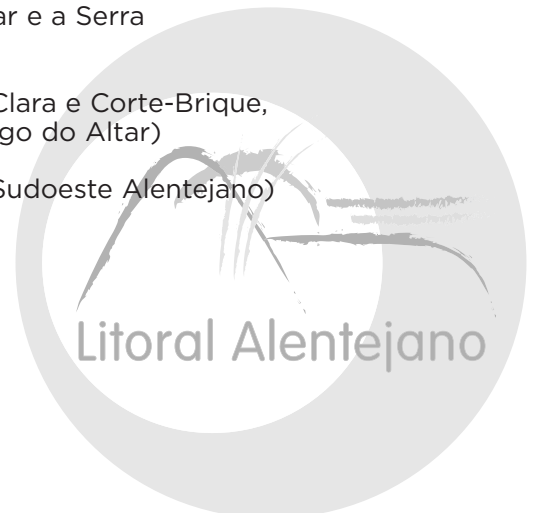 ar e a Serra
Clara e Corte-Brique,
go do Altar)
Sudoeste Alentejano)
Litoral Alentejano